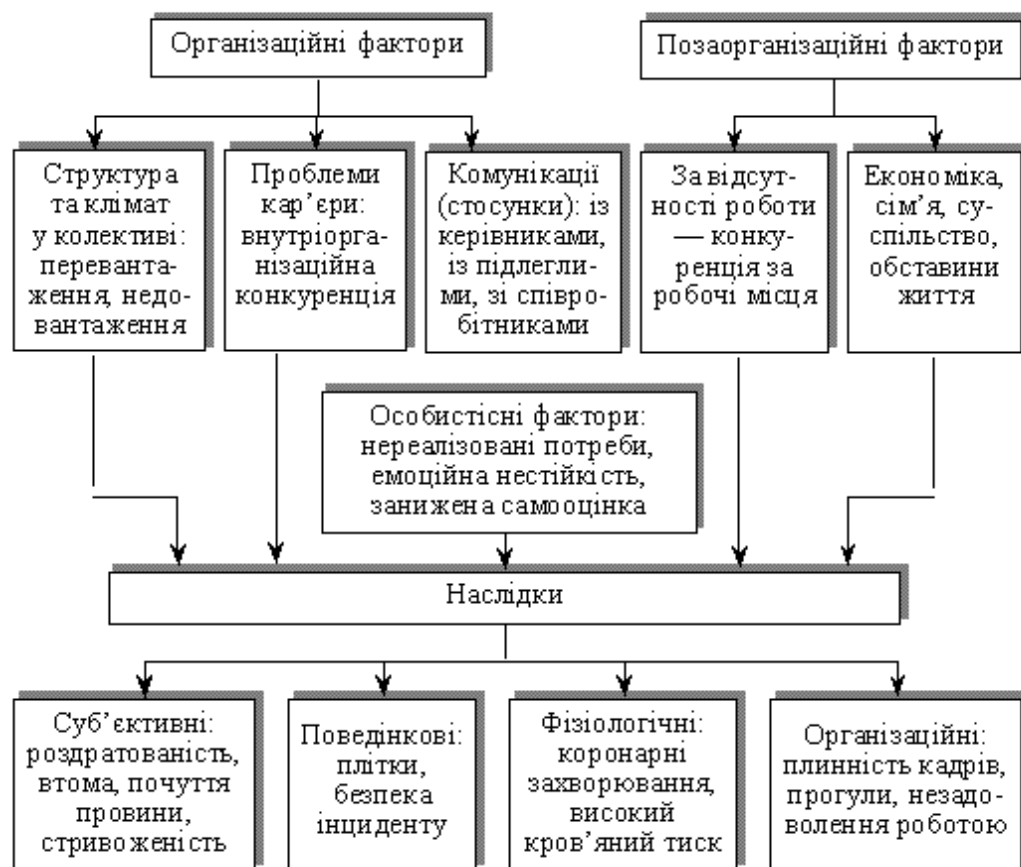 Організаційні фактори
Позаорганізаційні фактори
Структура
та клімат
у колективі:
переванта-
ження, недо-
вантаження
Проблеми
кар’єри:
внутріорга-
нізаційна
конкуренція
Комунікації
(стосунки): із
керівниками,
із підлегли-
ми, зі співро-
бітниками
За відсут-
ності роботи
— конку-
ренція за
робочі місця
Економіка,
сім’я, су-
спільство,
обставини
життя
Особистісні фактори:
нереалізовані потреби,
емоційна нестійкість,
занижена самооцінка
Наслідки
Суб’єктивні:
роздратованість,
втома, почуття
провини,
стривоженість
Поведінкові:
плітки,
безпека
інциденту
Фізіологічні:
коронарні
захворювання,
високий
кров’яний тиск
Організаційні:
плинність кадрів,
прогули, незадо-
волення роботою